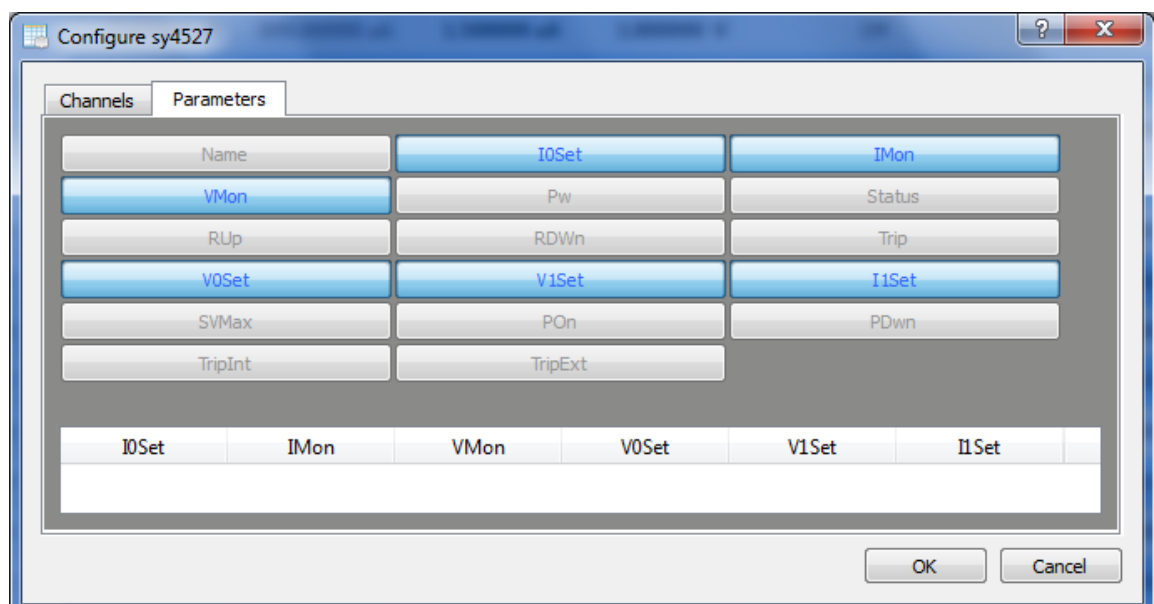 Configure sy4527
?
X
Channels Parameters
Name I0Set IMon
VMon Pw Status
RUp RDWn Trip
V0Set V1Set I1Set
SVMax POn PDwn
TripInt TripExt
I0Set IMon VMon V0Set V1Set I1Set
OK Cancel